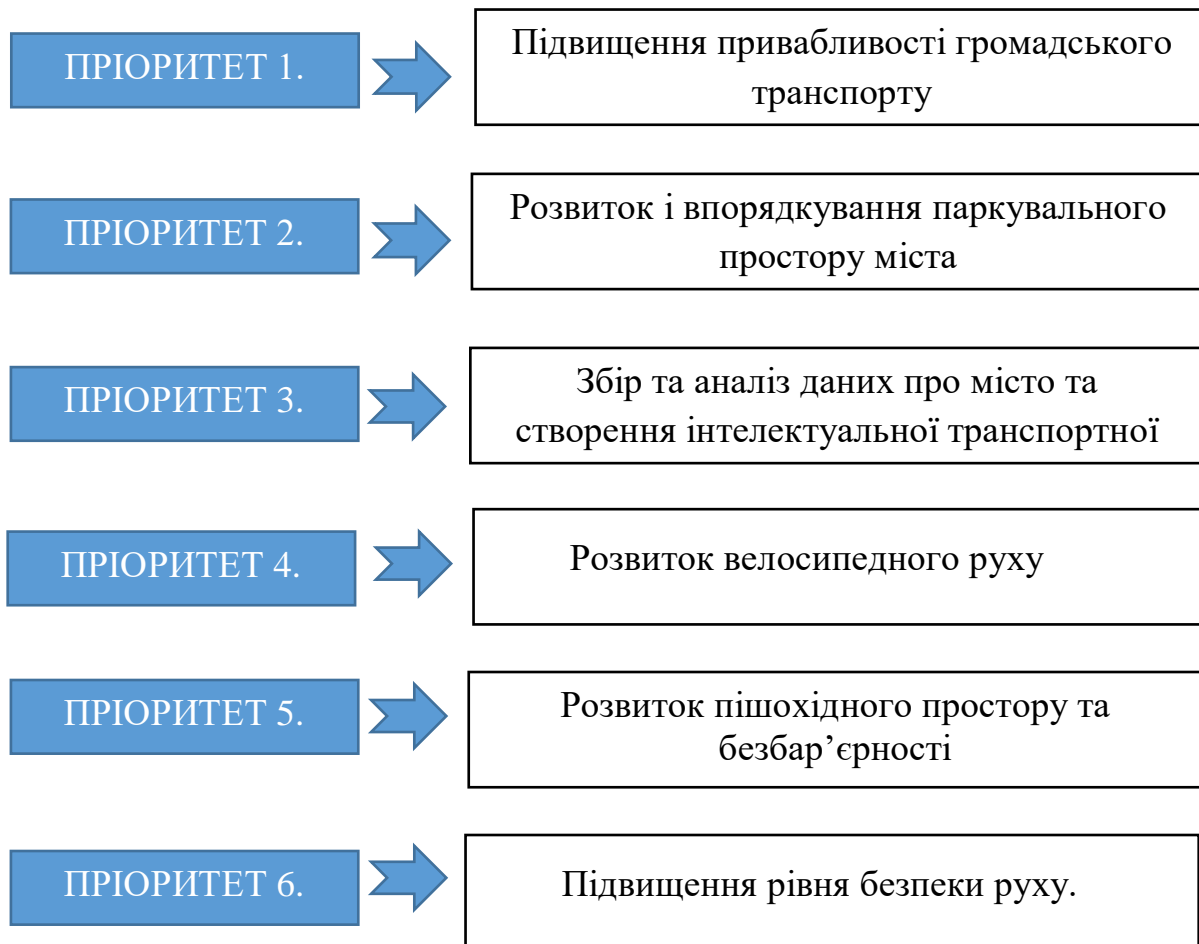 ПРІОРИТЕТ 1.
Підвищення привабливості громадського
транспорту
ПРІОРИТЕТ 2.
Розвиток і впорядкування паркувального
простору міста
ПРІОРИТЕТ 3.
Збір та аналіз даних про місто та
створення інтелектуальної транспортної
ПРІОРИТЕТ 4.
Розвиток велосипедного руху
ПРІОРИТЕТ 5.
Розвиток пішохідного простору та
безбар’єрності
ПРІОРИТЕТ 6.
Підвищення рівня безпеки руху.